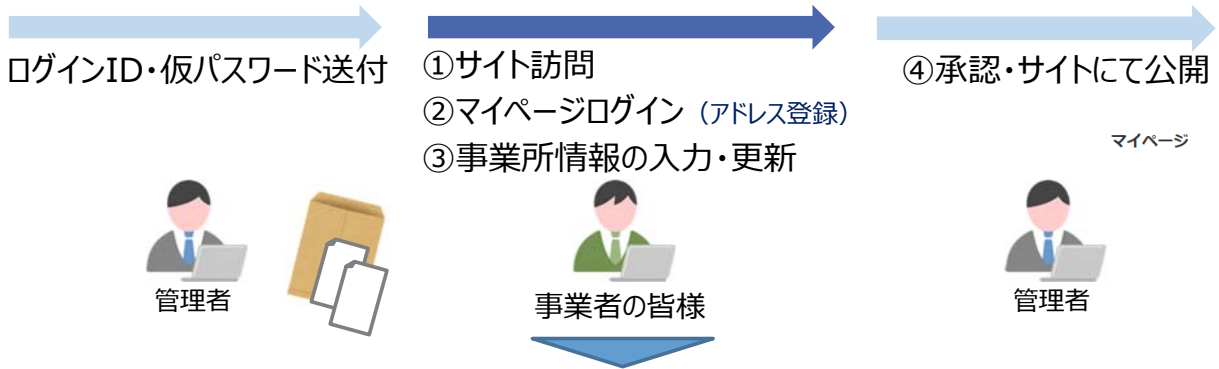 ログインID・仮パスワード送付
管理者
①サイト訪問
②マイページログイン（アドレス登録）
③事業所情報の入力・更新
事業者の皆様
④承認・サイトにて公開
マイページ
管理者